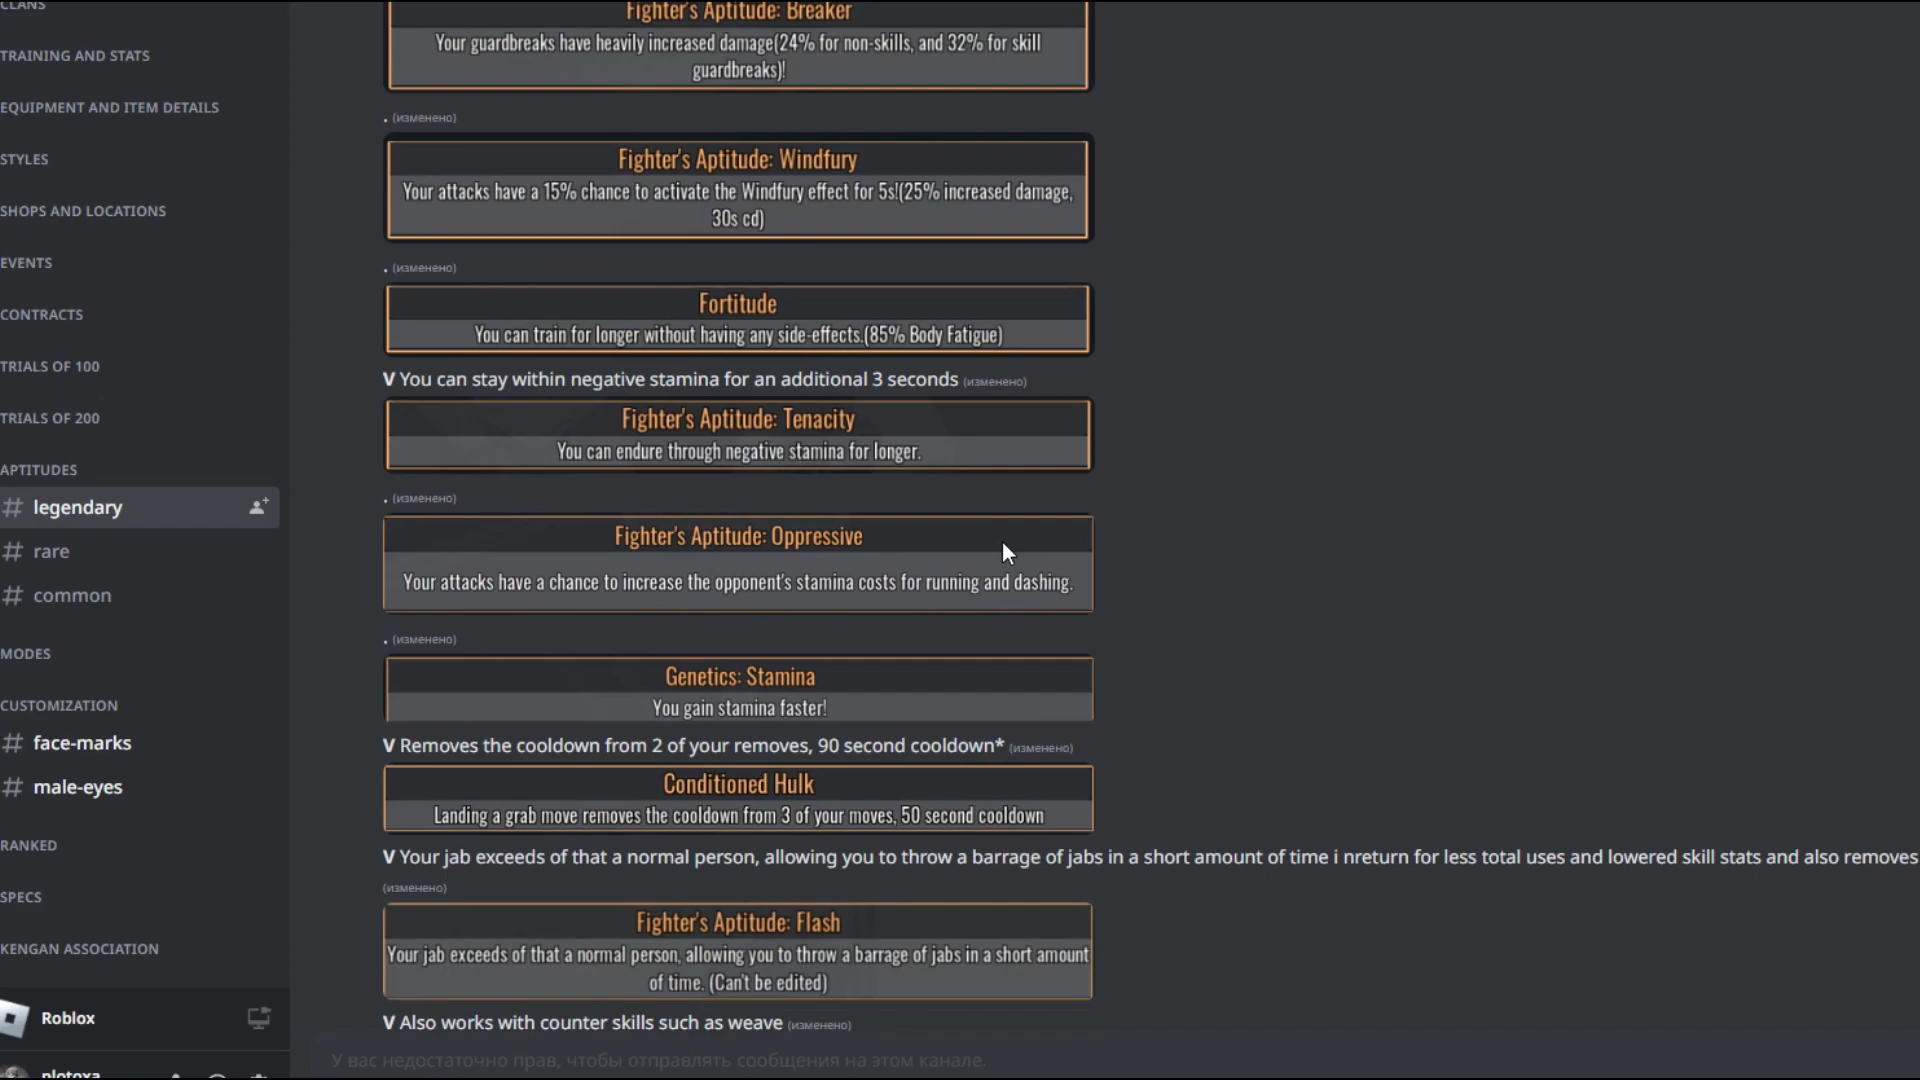 CLANS
TRAINING AND STATS
EQUIPMENT AND ITEM DETAILS
STYLES
SHOPS AND LOCATIONS
EVENTS
CONTRACTS
TRIALS OF 100
TRIALS OF 200
APTITUDES
# legendary
# rare
# common
MODES
CUSTOMIZATION
# face-marks
# male-eyes
RANKED
SPECS
KENGAN ASSOCIATION
Roblox
plotoxa
Fighter's Aptitude: Breaker
Your guardbreaks have heavily increased damage(24% for non-skills, and 32% for skill
guardbreaks)!
. (изменено)
Fighter's Aptitude: Windfury
Your attacks have a 15% chance to activate the Windfury effect for 5s!(25% increased damage,
30s cd)
. (изменено)
Fortitude
You can train for longer without having any side-effects.(85% Body Fatigue)
V You can stay within negative stamina for an additional 3 seconds (изменено)
Fighter's Aptitude: Tenacity
You can endure through negative stamina for longer.
. (изменено)
Fighter's Aptitude: Oppressive
Your attacks have a chance to increase the opponent's stamina costs for running and dashing.
. (изменено)
Genetics: Stamina
You gain stamina faster!
V Removes the cooldown from 2 of your removes, 90 second cooldown* (изменено)
Conditioned Hulk
Landing a grab move removes the cooldown from 3 of your moves, 50 second cooldown
V Your jab exceeds of that a normal person, allowing you to throw a barrage of jabs in a short amount of time i nreturn for less total uses and lowered skill stats and also removes
(изменено)
Fighter's Aptitude: Flash
Your jab exceeds of that a normal person, allowing you to throw a barrage of jabs in a short amount
of time. (Can't be edited)
V Also works with counter skills such as weave (изменено)
У вас недостаточно прав, чтобы отправлять сообщения на этом канале.